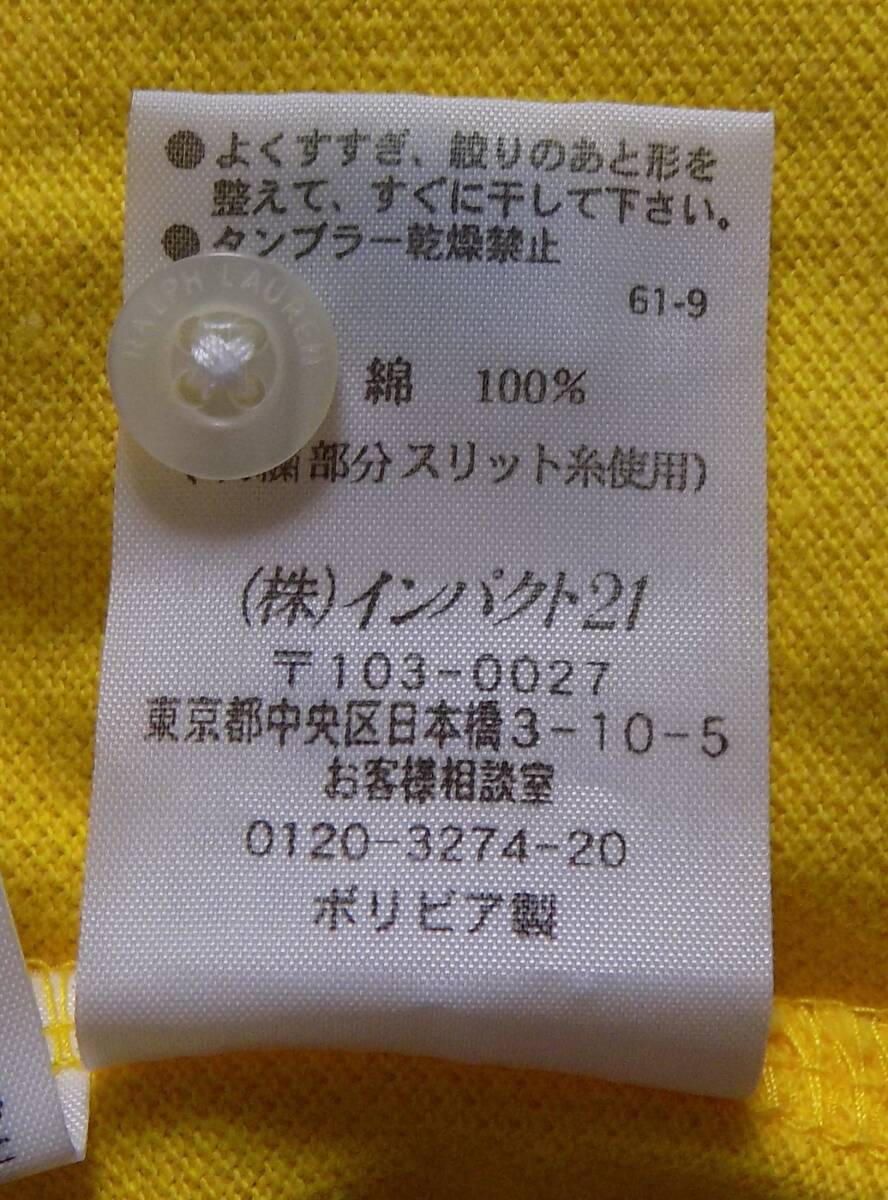 ●よくすすぎ、絞りのあと形を
整えて、すぐに干して下さい。
●タンブラー乾燥禁止
61-9
RALPH LAUREN
綿 100%
部分スリット糸使用)
(株)インパクト21
〒103-0027
東京都中央区日本橋3-10-5
お客様相談室
0120-3274-20
ボリビア製